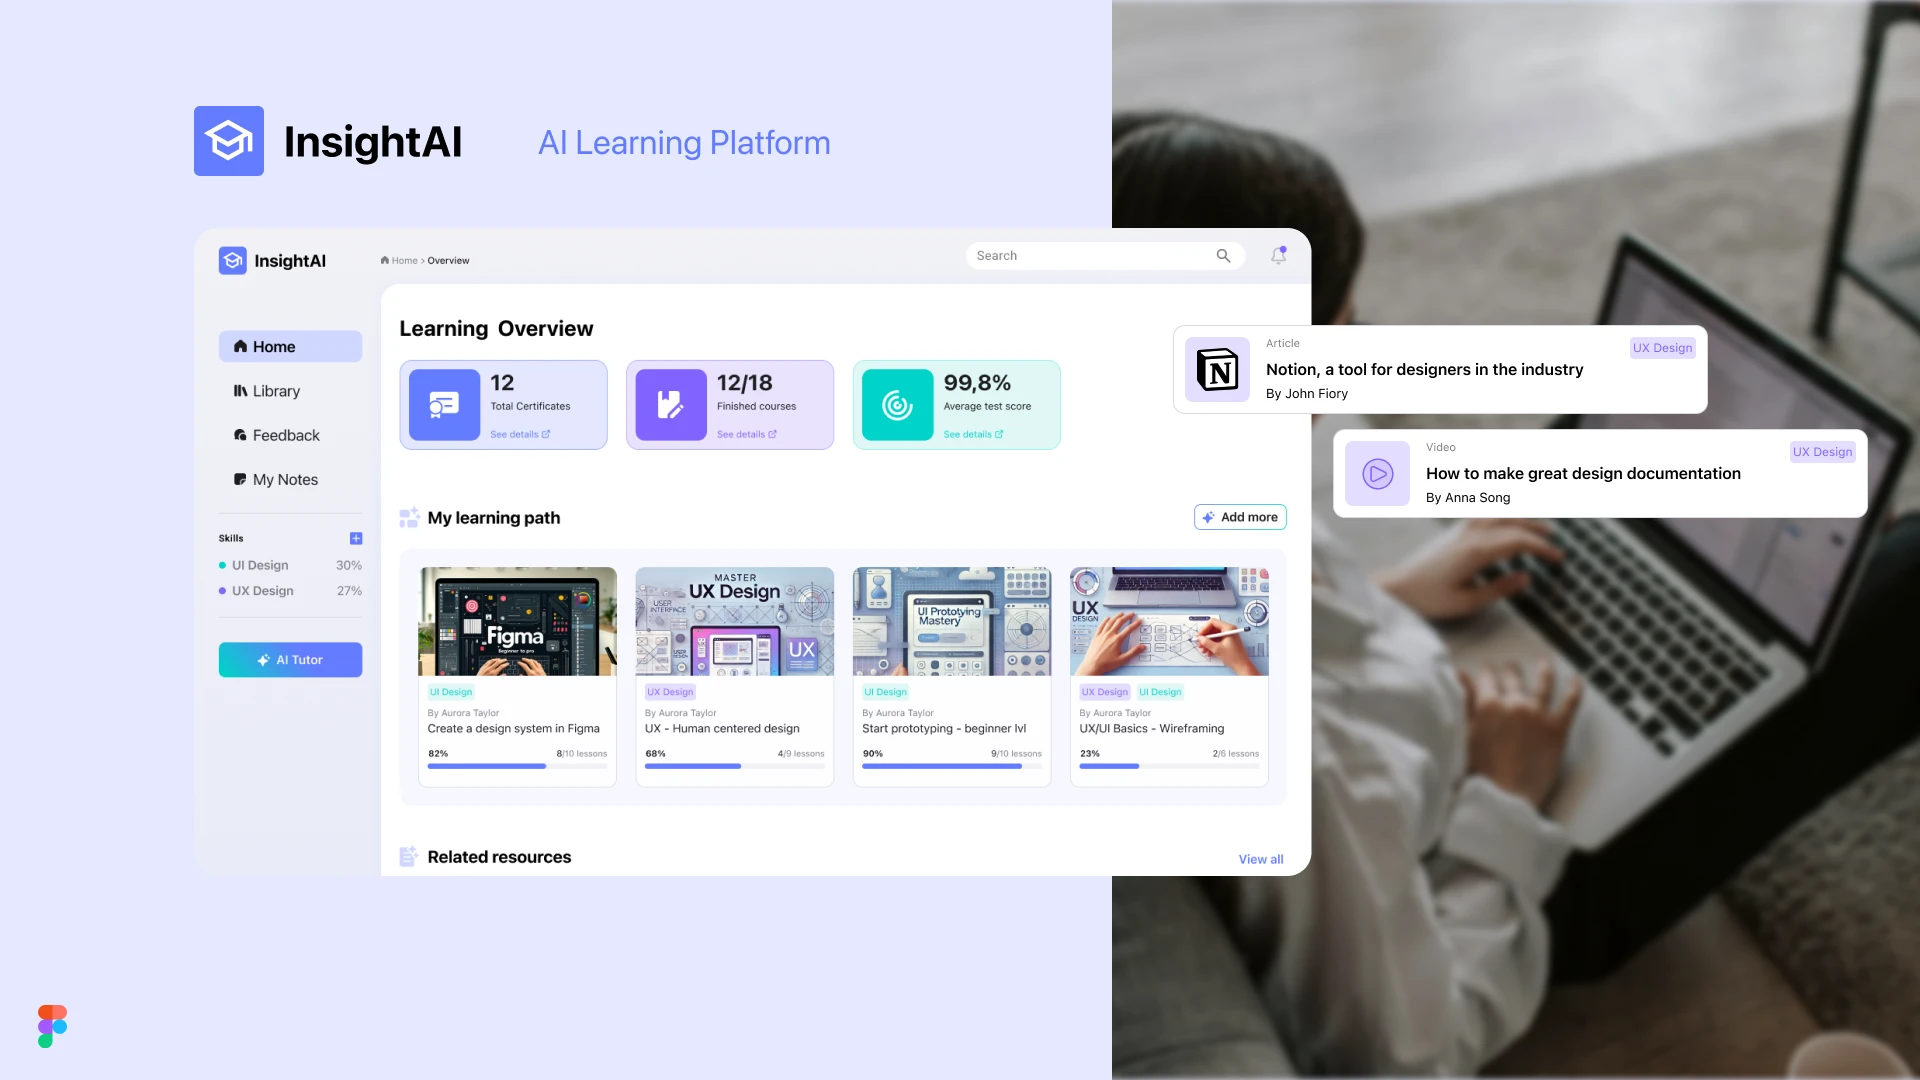 InsightAI
AI Learning Platform
InsightAI
Home > Overview
Search
Home
Library
Feedback
My Notes
Skills
UI Design 30%
UX Design 27%
AI Tutor
Learning Overview
12
Total Certificates
See details
12/18
Finished courses
See details
99,8%
Average test score
See details
Article
UX Design
Notion, a tool for designers in the industry
By John Fiory
Video
UX Design
How to make great design documentation
By Anna Song
My learning path
Add more
Figma
Beginner to pro
UI Design
By Aurora Taylor
Create a design system in Figma
82% 8/10 lessons
MASTER
UX Design
USER
INTERFACE
UX
UX Design
By Aurora Taylor
UX - Human centered design
68% 4/9 lessons
UI Prototying
Mastery
UI Design
By Aurora Taylor
Start prototyping - beginner lvl
90% 9/10 lessons
UX
DESIGN
UX Design UI Design
By Aurora Taylor
UX/UI Basics - Wireframing
23% 2/6 lessons
Related resources
View all